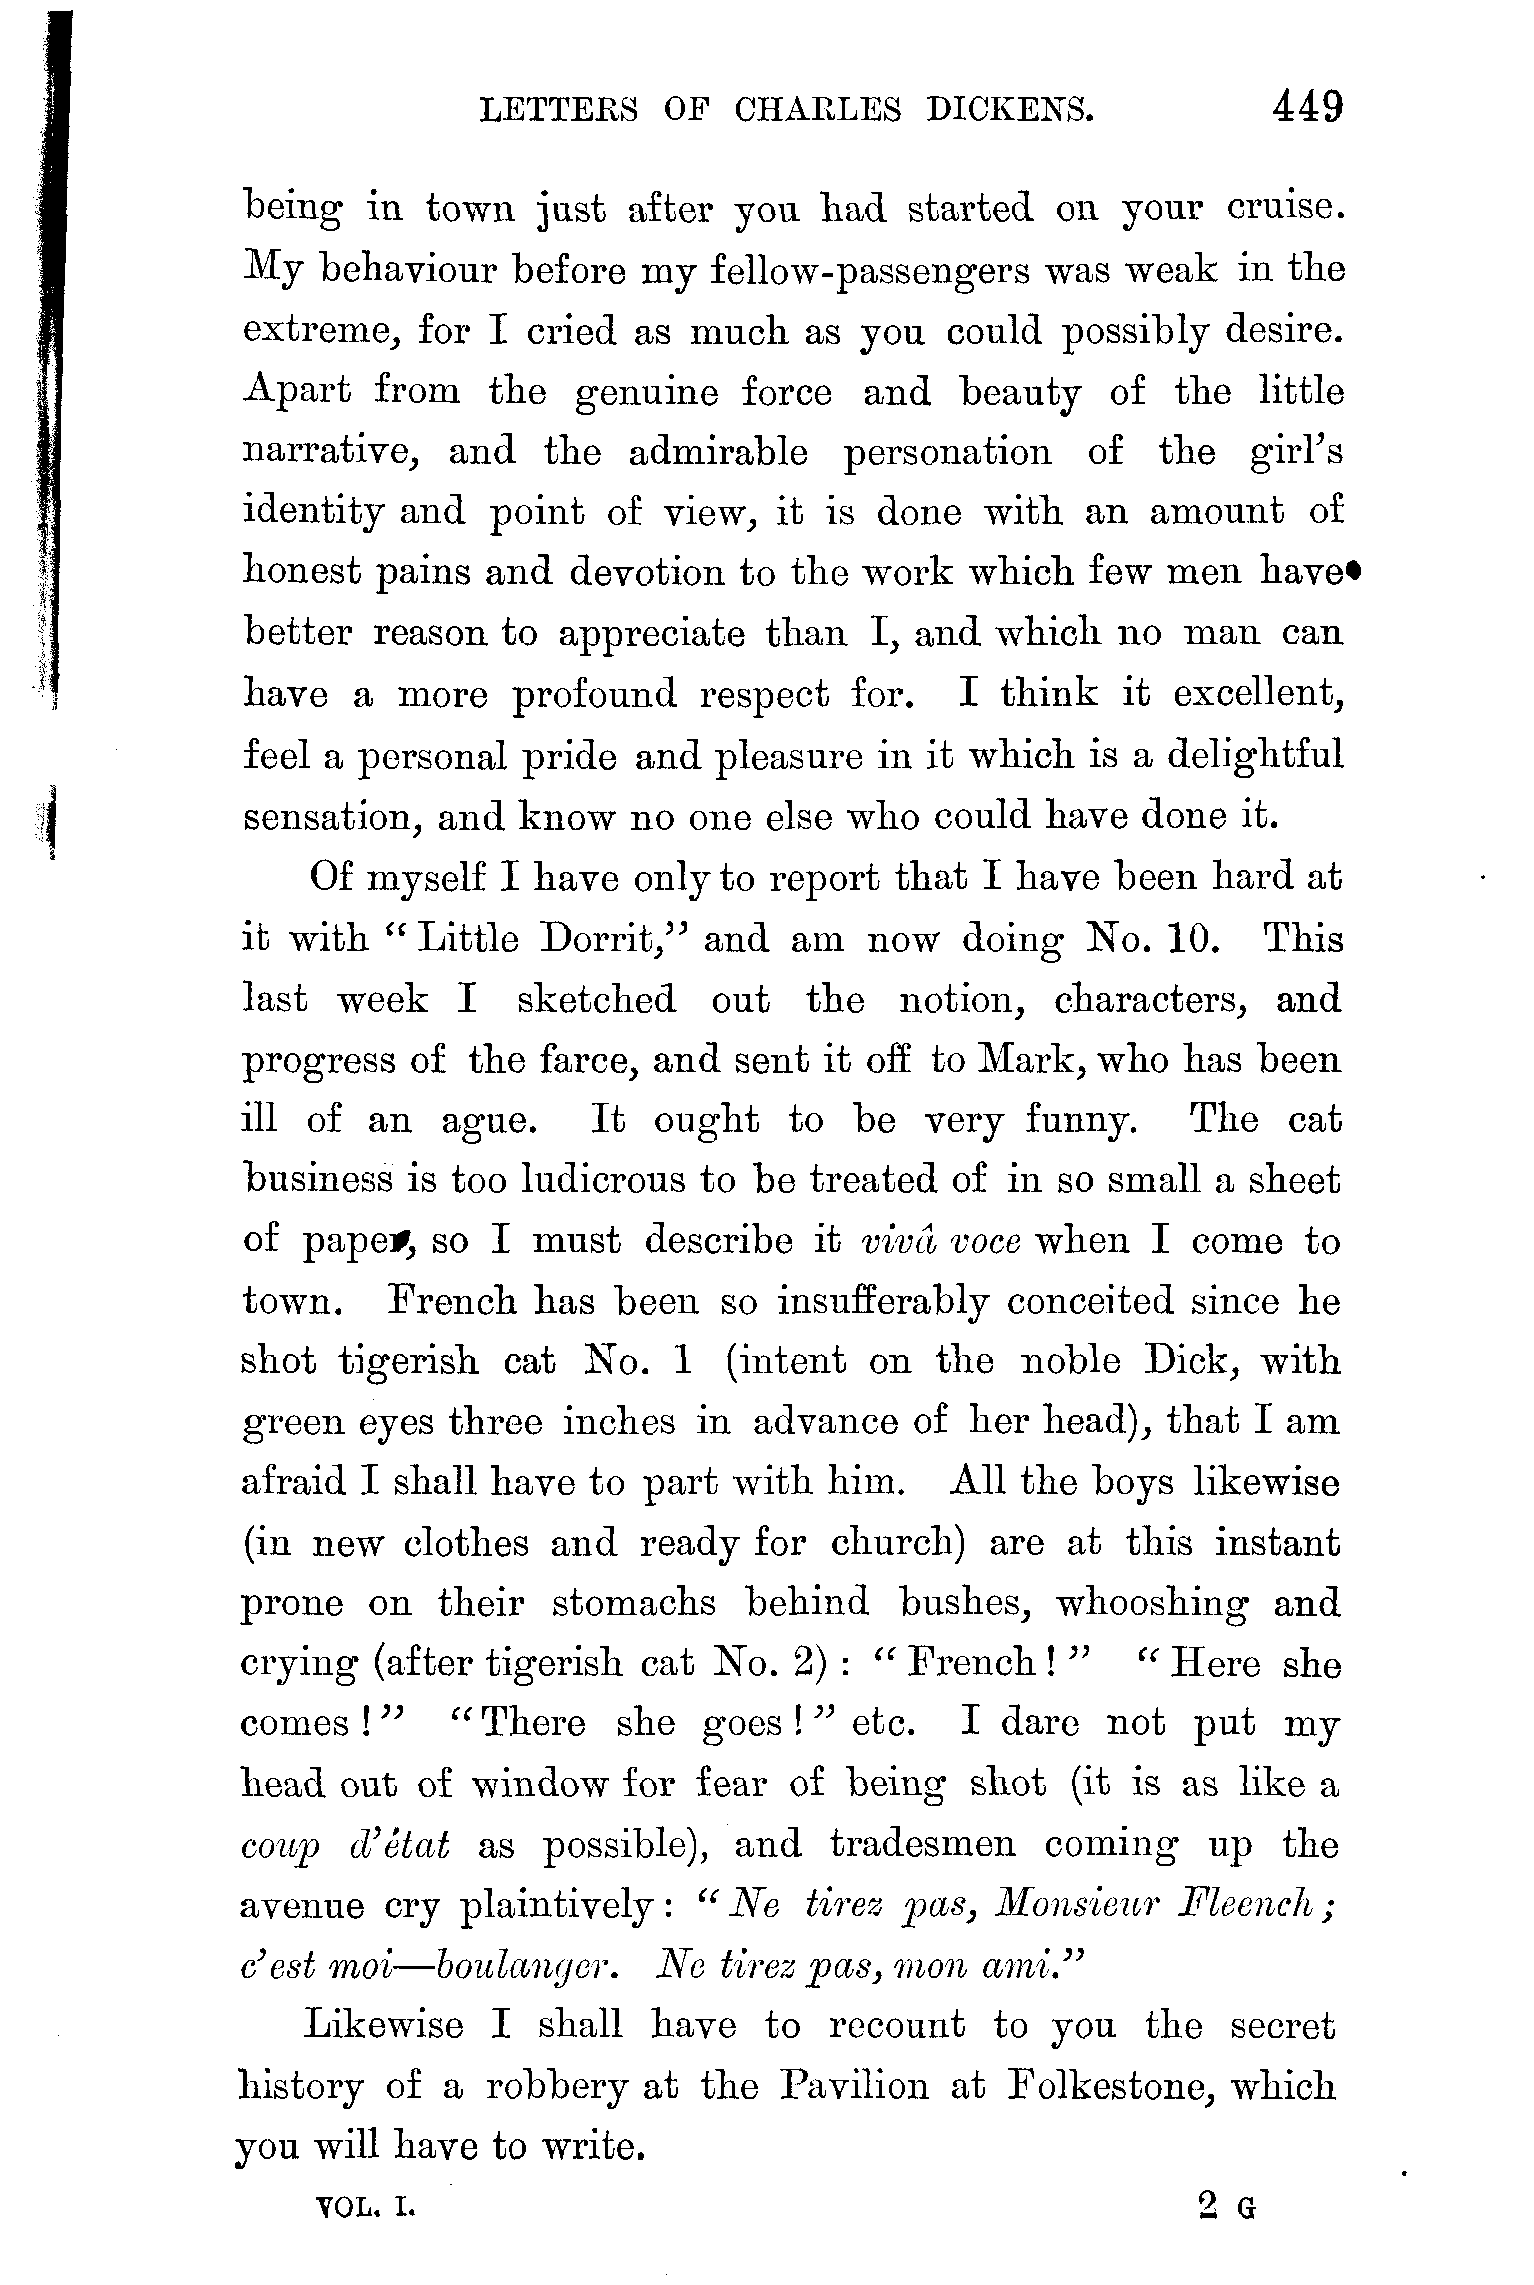 LETTERS OF CHARLES DICKENS. 449
being in town just after you had started on your cruise.
My behaviour before my fellow-passengers was weak in the
extreme, for I cried as much as you could possibly desire.
Apart from the genuine force and beauty of the little
narrative, and the admirable personation of the girl's
identity and point of view, it is done with an amount of
honest pains and devotion to the work which few men have
better reason to appreciate than I, and which no man can
have a more profound respect for. I think it excellent,
feel a personal pride and pleasure in it which is a delightful
sensation, and know no one else who could have done it.
Of myself I have only to report that I have been hard at
it with “Little Dorrit,” and am now doing No. 10. This
last week I sketched out the notion, characters, and
progress of the farce, and sent it off to Mark, who has been
ill of an ague. It ought to be very funny. The cat
business is too ludicrous to be treated of in so small a sheet
of paper, so I must describe it vivâ voce when I come to
town. French has been so insufferably conceited since he
shot tigerish cat No. 1 (intent on the noble Dick, with
green eyes three inches in advance of her head), that I am
afraid I shall have to part with him. All the boys likewise
(in new clothes and ready for church) are at this instant
prone on their stomachs behind bushes, whooshing and
crying (after tigerish cat No. 2): “French!” “Here she
comes!” “There she goes!” etc. I dare not put my
head out of window for fear of being shot (it is as like a
coup d'état as possible), and tradesmen coming up the
avenue cry plaintively: “Ne tirez pas, Monsieur Fleench;
c'est moi—boulanger. Ne tirez pas, mon ami.”
Likewise I shall have to recount to you the secret
history of a robbery at the Pavilion at Folkestone, which
you will have to write.
VOL. I. 2 G